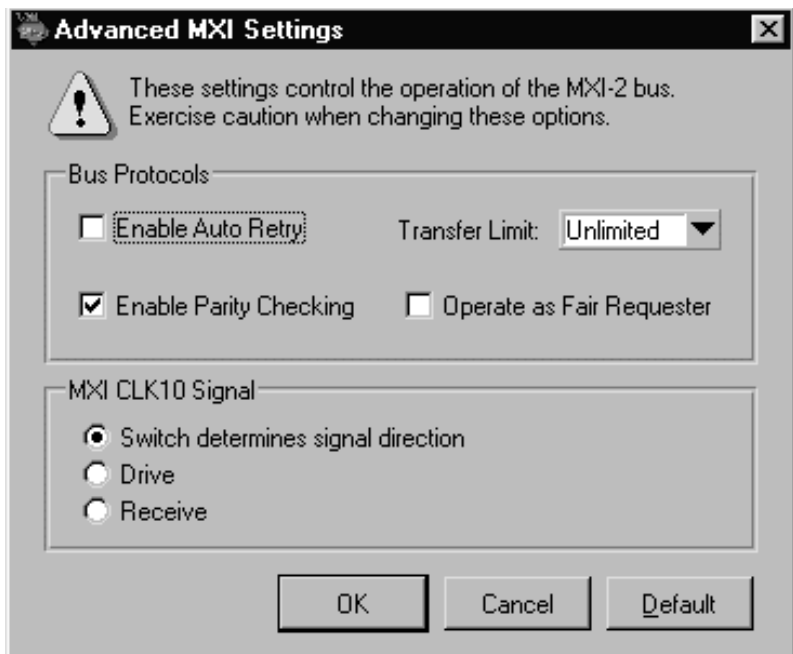 Advanced MXI Settings
These settings control the operation of the MXI-2 bus.
Exercise caution when changing these options.
Bus Protocols
Enable Auto Retry
Transfer Limit: Unlimited
Enable Parity Checking
Operate as Fair Requester
MXI CLK10 Signal
Switch determines signal direction
Drive
Receive
OK
Cancel
Default